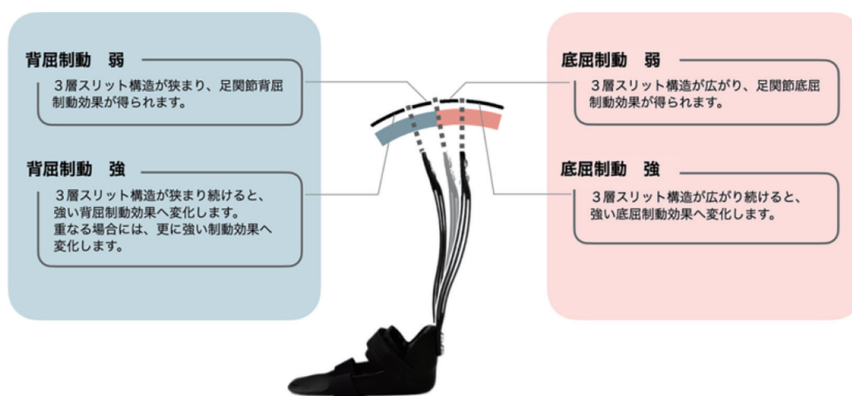 背屈制動　弱
３層スリット構造が狭まり、足関節背屈
制動効果が得られます。
背屈制動　強
３層スリット構造が狭まり続けると、
強い背屈制動効果へ変化します。
重なる場合には、更に強い制動効果へ
変化します。
底屈制動　弱
３層スリット構造が広がり、足関節底屈
制動効果が得られます。
底屈制動　強
３層スリット構造が広がり続けると、
強い底屈制動効果へ変化します。